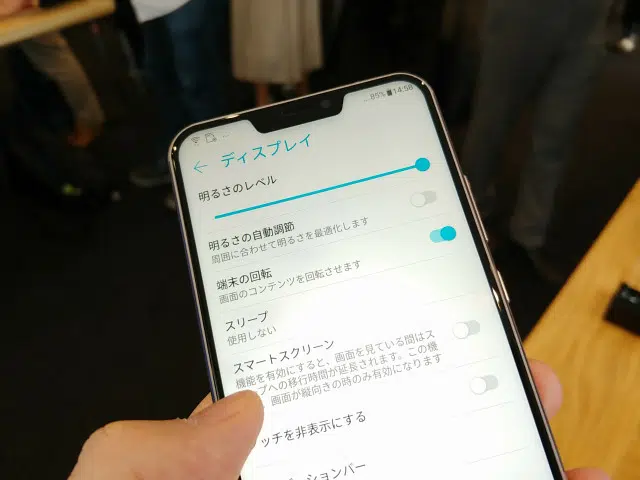 85% 14:58
← ディスプレイ
明るさのレベル
明るさの自動調節
周囲に合わせて明るさを最適化します
端末の回転
画面のコンテンツを回転させます
スリープ
使用しない
スマートスクリーン
機能を有効にすると、画面を見ている間はス
プへの移行時間が延長されます。この機
画面が縦向きの時のみ有効になります
ッチを非表示にする
ションバー